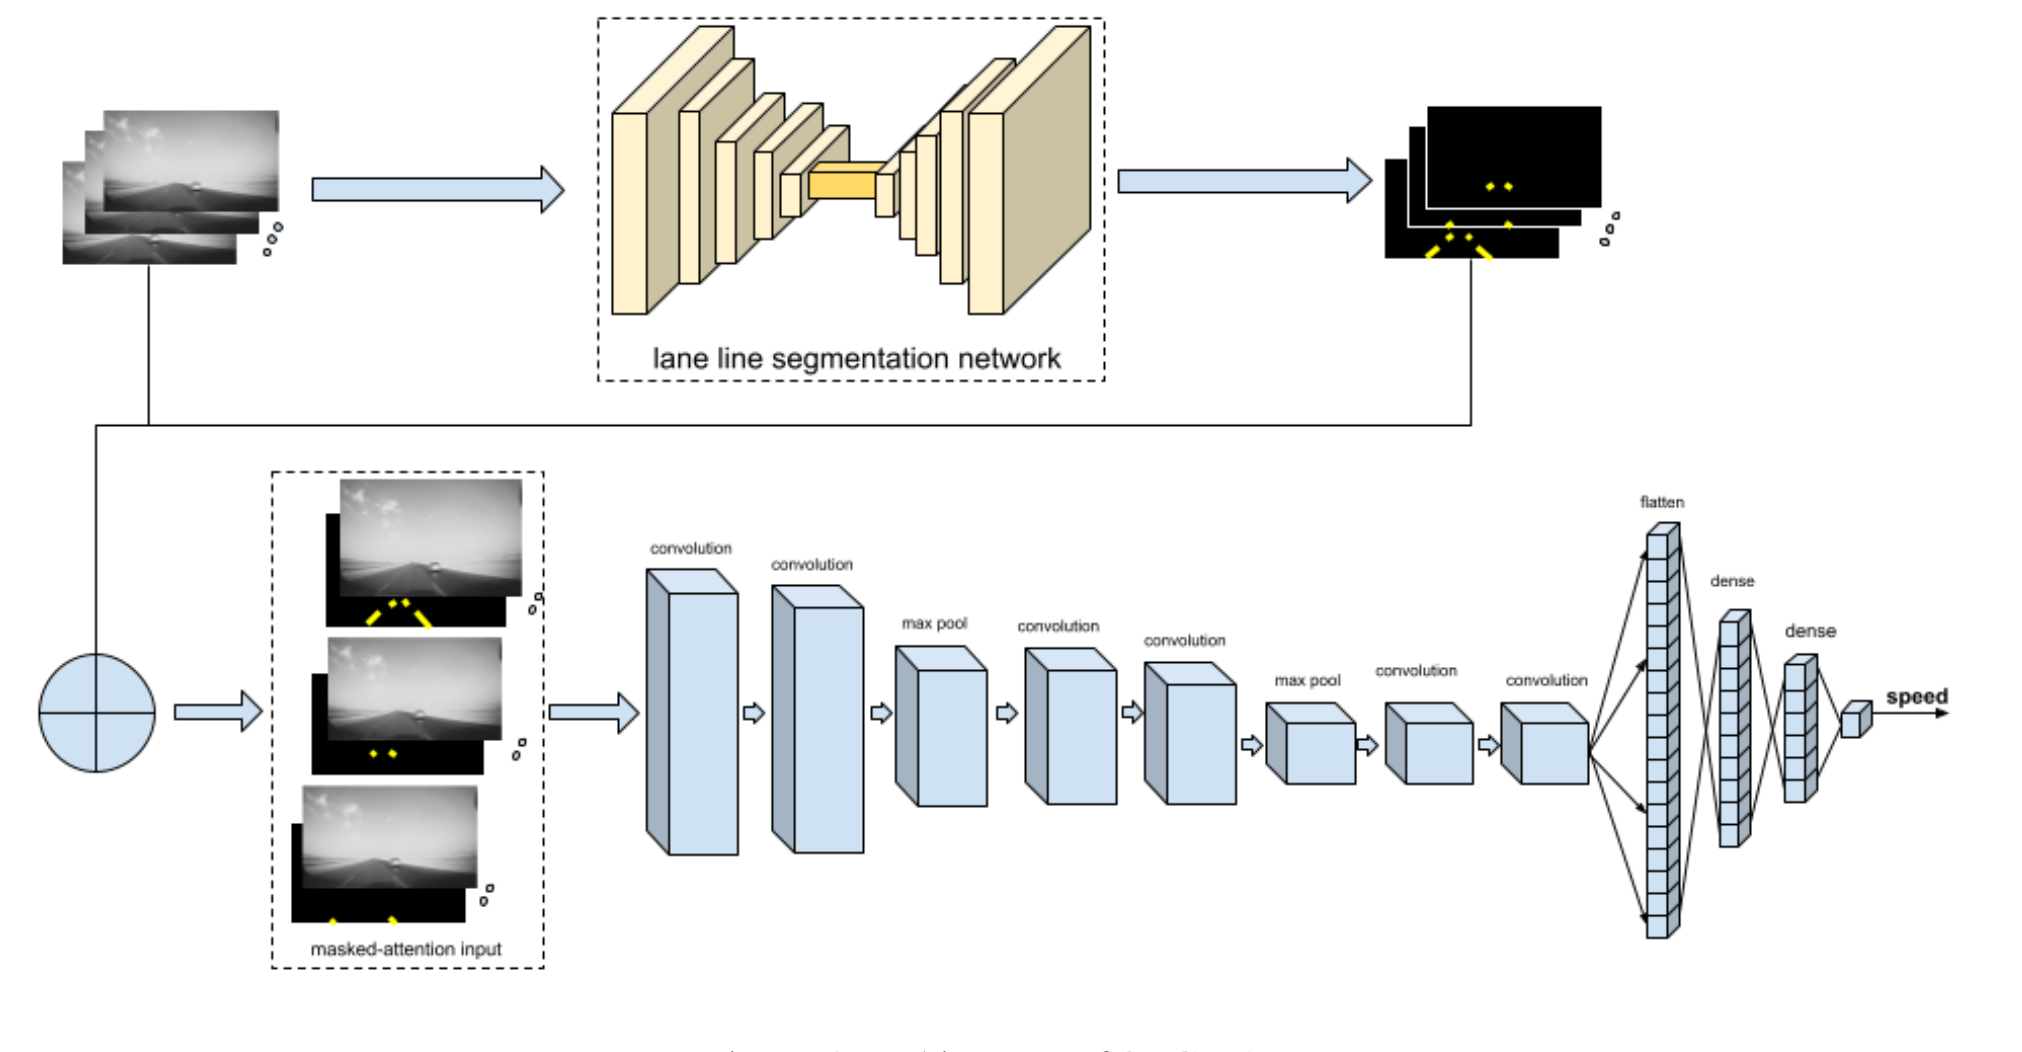 lane line segmentation network
flatten
convolution
convolution
dense
max pool
convolution
dense
convolution
convolution
max pool
convolution
speed
masked-attention input